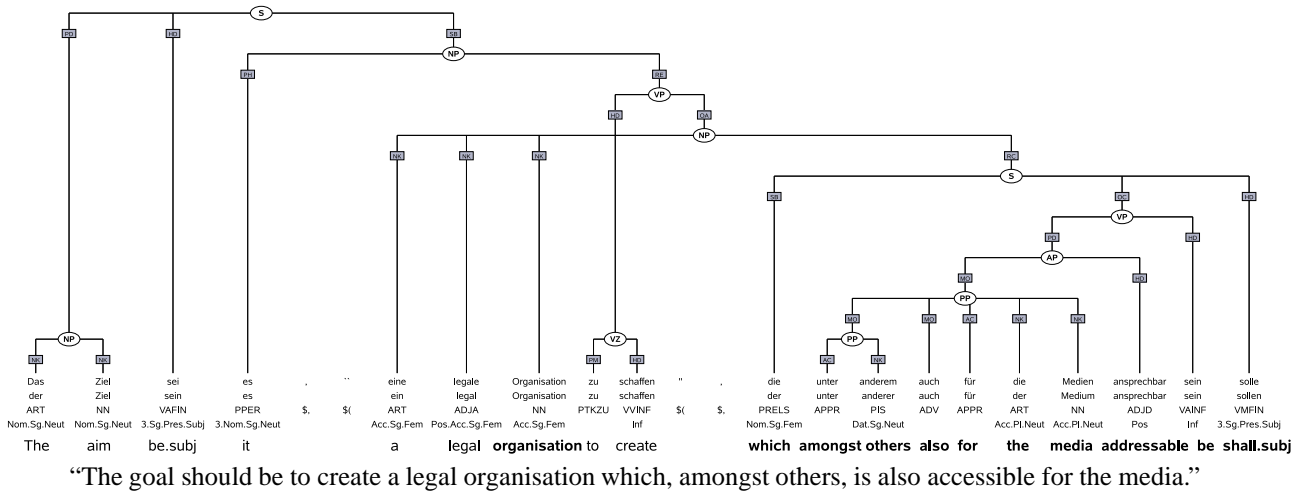 S
PD HD SB
NP
PH RE
VP
HD OA
NP
NK NK NK RC
S
SB OC HD
VP
PD HD
AP
MO HD
PP
MO MO AC NK NK
NP VZ PP
NK NK PM HD AC NK
Das Ziel sei es , `` eine legale Organisation zu schaffen " , die unter anderem auch für die Medien ansprechbar sein solle
der Ziel sein es ein legal Organisation zu schaffen der unter anderer auch für der Medium ansprechbar sein sollen
ART NN VAFIN PPER $, $( ART ADJA NN PTKZU VVINF $( $, PRELS APPR PIS ADV APPR ART NN ADJD VAINF VMFIN
Nom.Sg.Neut Nom.Sg.Neut 3.Sg.Pres.Subj 3.Nom.Sg.Neut Acc.Sg.Fem Pos.Acc.Sg.Fem Acc.Sg.Fem Inf Nom.Sg.Fem Dat.Sg.Neut Acc.Pl.Neut Acc.Pl.Neut Pos Inf 3.Sg.Pres.Subj
The aim be.subj it a legal organisation to create which amongst others also for the media addressable be shall.subj
“The goal should be to create a legal organisation which, amongst others, is also accessible for the media.”